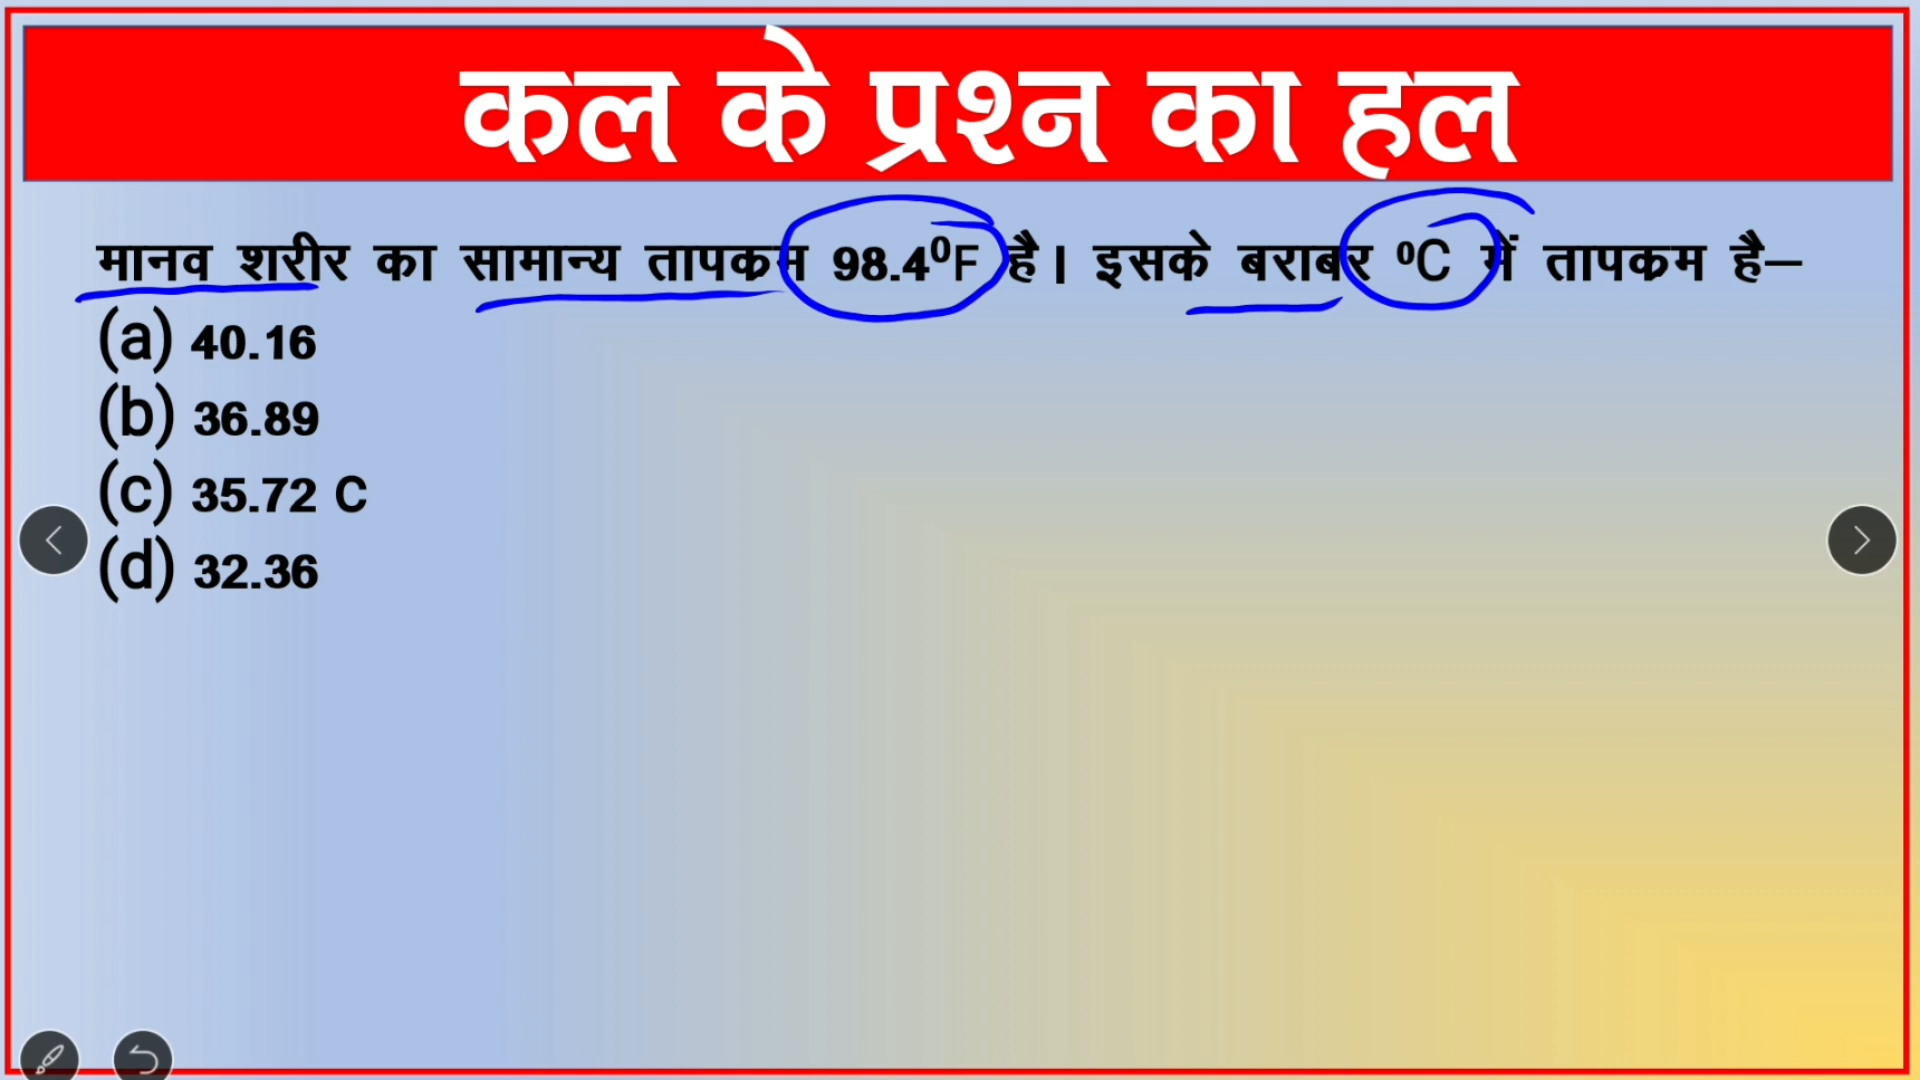 कल के प्रश्न का हल
मानव शरीर का सामान्य तापक्रम 98.4⁰F है। इसके बराबर ⁰C में तापक्रम है–
(a) 40.16
(b) 36.89
(c) 35.72 C
(d) 32.36